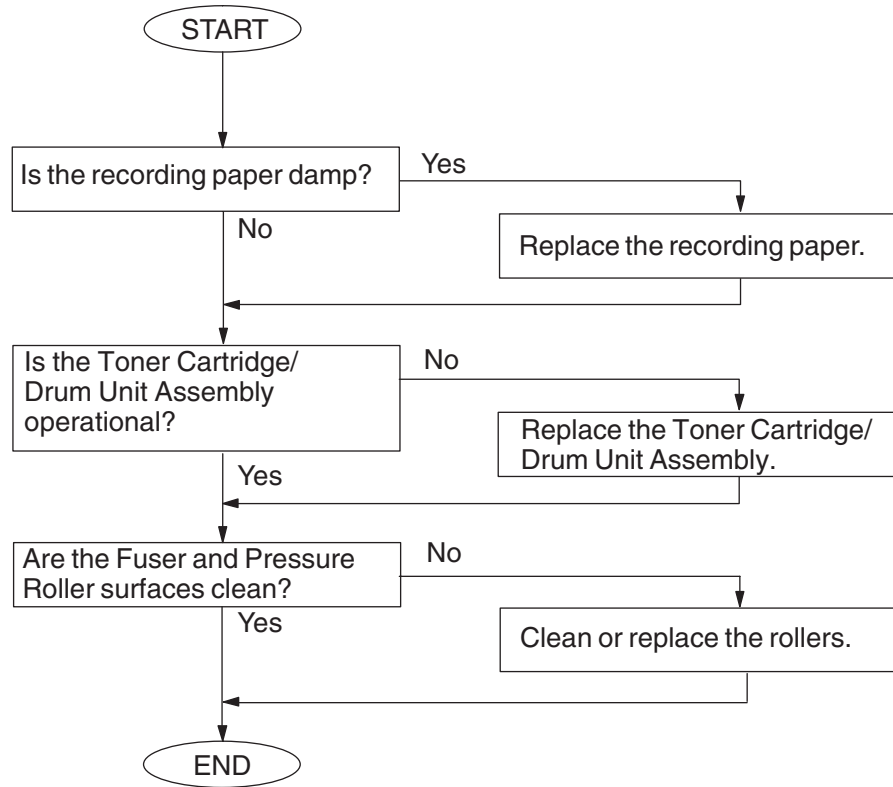 START
Is the recording paper damp?
Yes
No
Replace the recording paper.
Is the Toner Cartridge/
Drum Unit Assembly
operational?
No
Yes
Replace the Toner Cartridge/
Drum Unit Assembly.
Are the Fuser and Pressure
Roller surfaces clean?
No
Yes
Clean or replace the rollers.
END